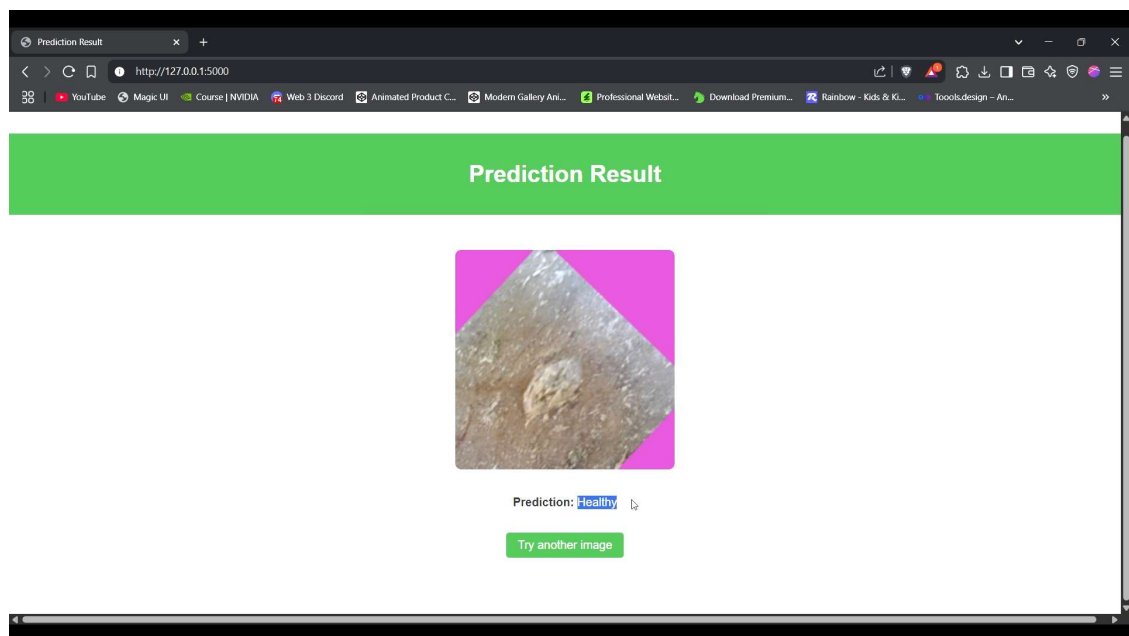 Prediction Result
http://127.0.0.1:5000
YouTube Magic UI Course | NVIDIA Web 3 Discord Animated Product C... Modern Gallery Ani... Professional Websit... Download Premium... Rainbow - Kids & Ki... Toools.design – An...
Prediction Result
Prediction: Healthy
Try another image